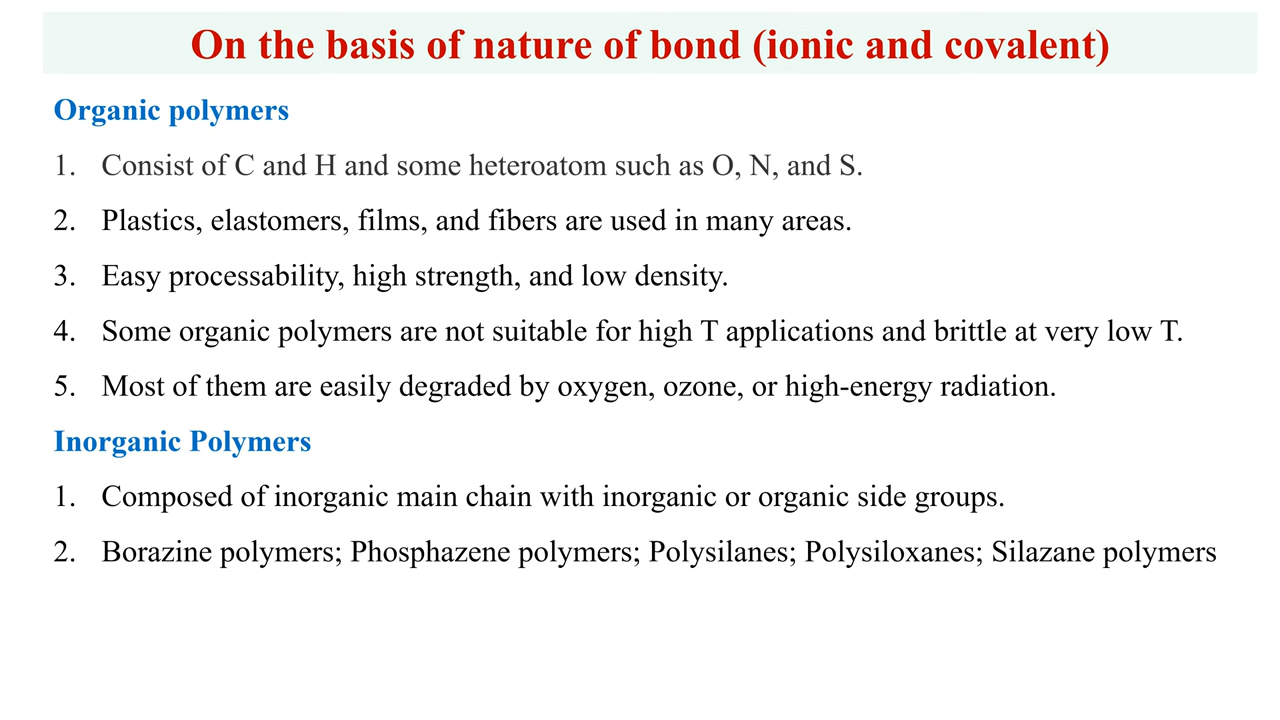 On the basis of nature of bond (ionic and covalent)
Organic polymers
1. Consist of C and H and some heteroatom such as O, N, and S.
2. Plastics, elastomers, films, and fibers are used in many areas.
3. Easy processability, high strength, and low density.
4. Some organic polymers are not suitable for high T applications and brittle at very low T.
5. Most of them are easily degraded by oxygen, ozone, or high-energy radiation.
Inorganic Polymers
1. Composed of inorganic main chain with inorganic or organic side groups.
2. Borazine polymers; Phosphazene polymers; Polysilanes; Polysiloxanes; Silazane polymers